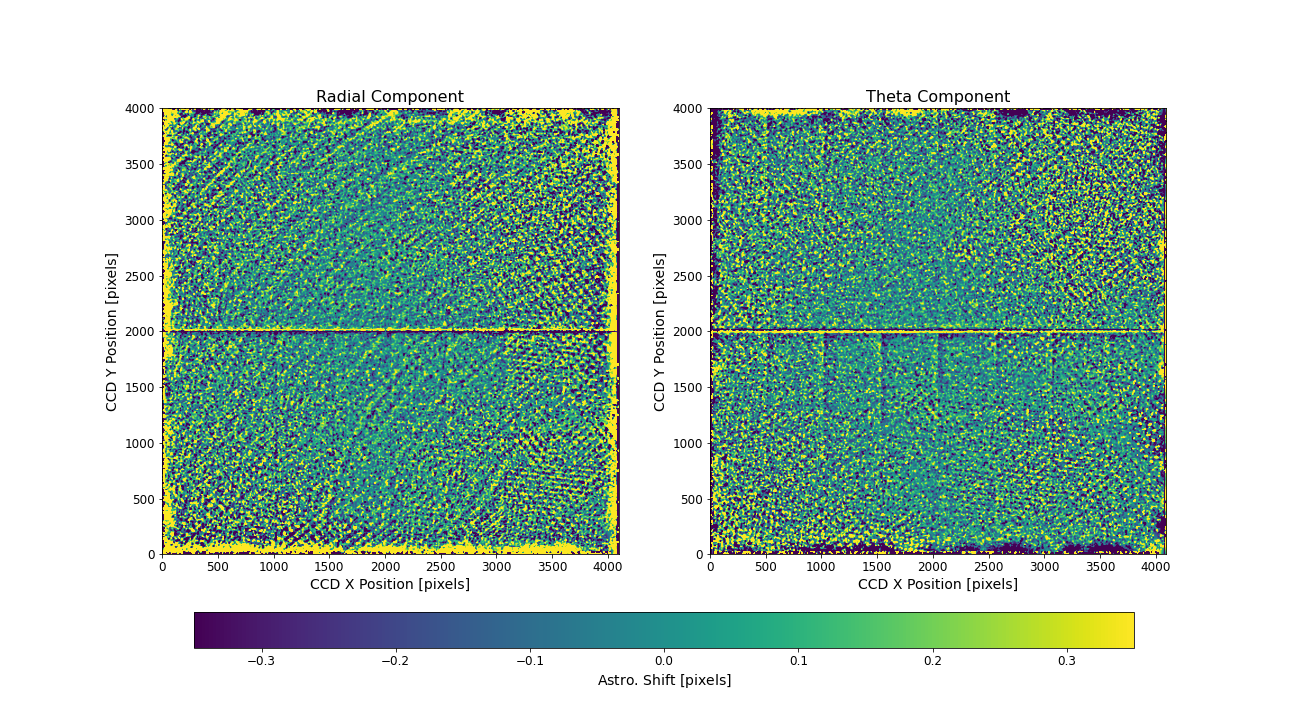 Radial Component
Theta Component
4000
3500
3000
2500
2000
1500
1000
500
0
CCD Y Position [pixels]
0 500 1000 1500 2000 2500 3000 3500 4000
CCD X Position [pixels]
4000
3500
3000
2500
2000
1500
1000
500
0
CCD Y Position [pixels]
0 500 1000 1500 2000 2500 3000 3500 4000
CCD X Position [pixels]
−0.3 −0.2 −0.1 0.0 0.1 0.2 0.3
Astro. Shift [pixels]